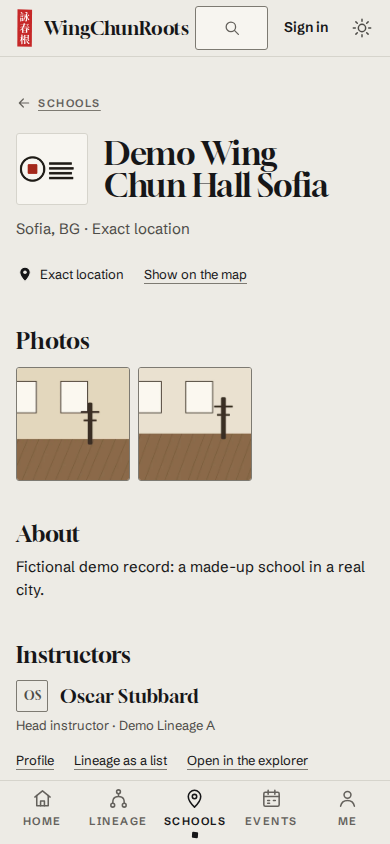 詠春根
WingChunRoots
Sign in
SCHOOLS
Demo Wing
Chun Hall Sofia
Sofia, BG · Exact location
Exact location Show on the map
Photos
About
Fictional demo record: a made-up school in a real
city.
Instructors
OS Oscar Stubbard
Head instructor · Demo Lineage A
Profile Lineage as a list Open in the explorer
HOME LINEAGE SCHOOLS EVENTS ME